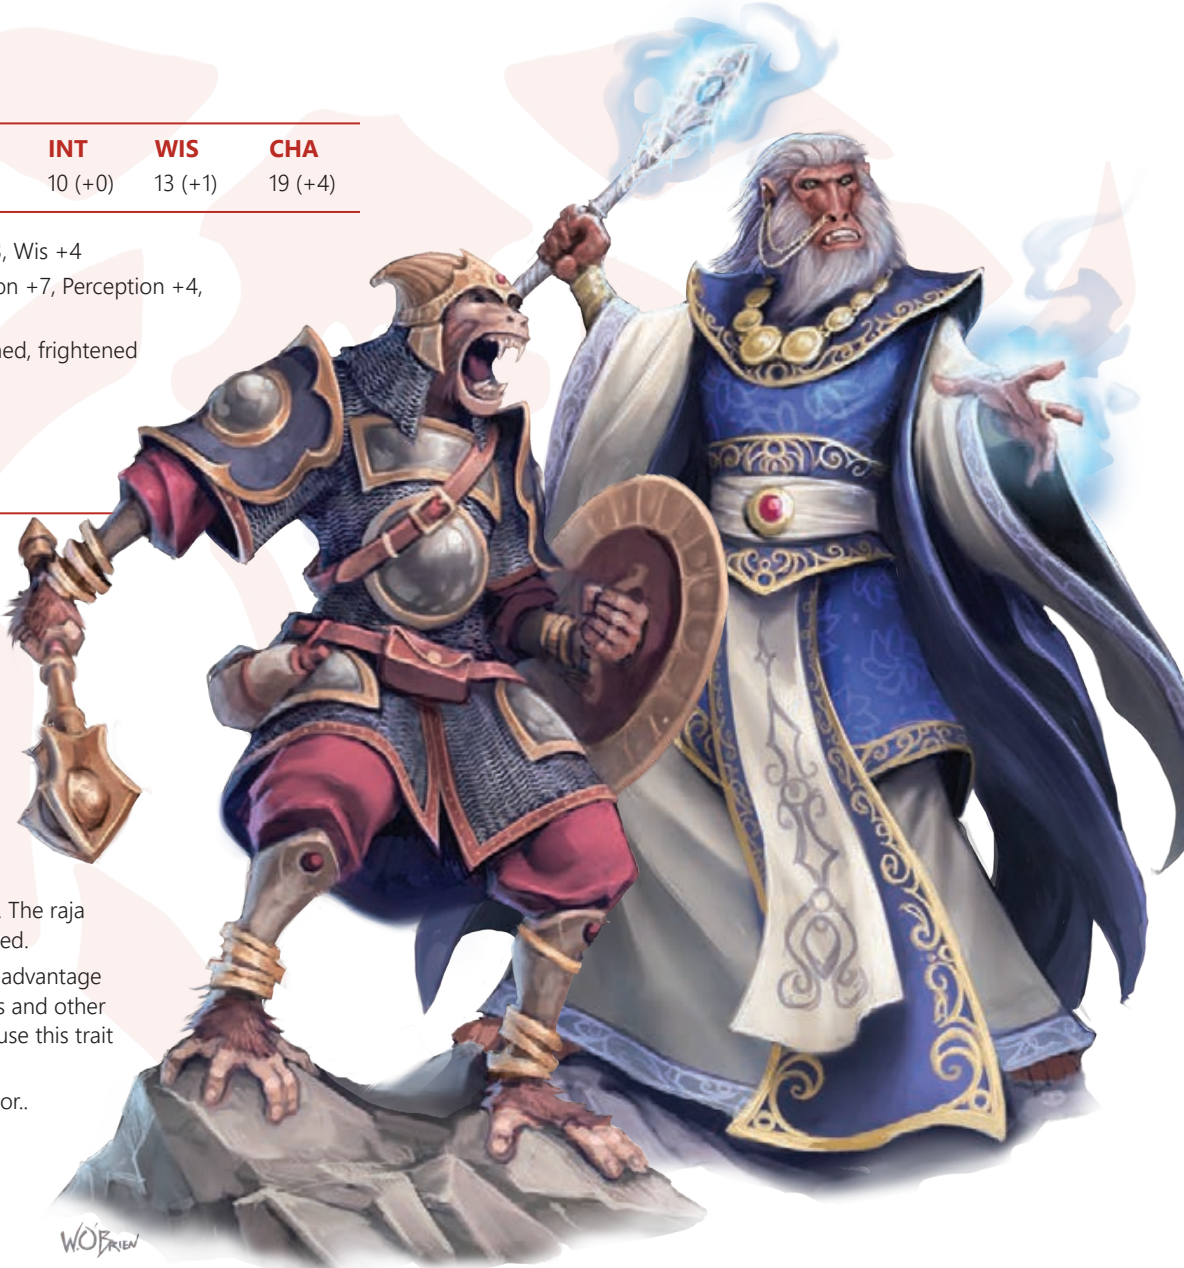 INT WIS CHA
10 (+0) 13 (+1) 19 (+4)
, Wis +4
on +7, Perception +4,
ed, frightened
. The raja
ed.
advantage
s and other
use this trait
or..
W.O'BRIEN